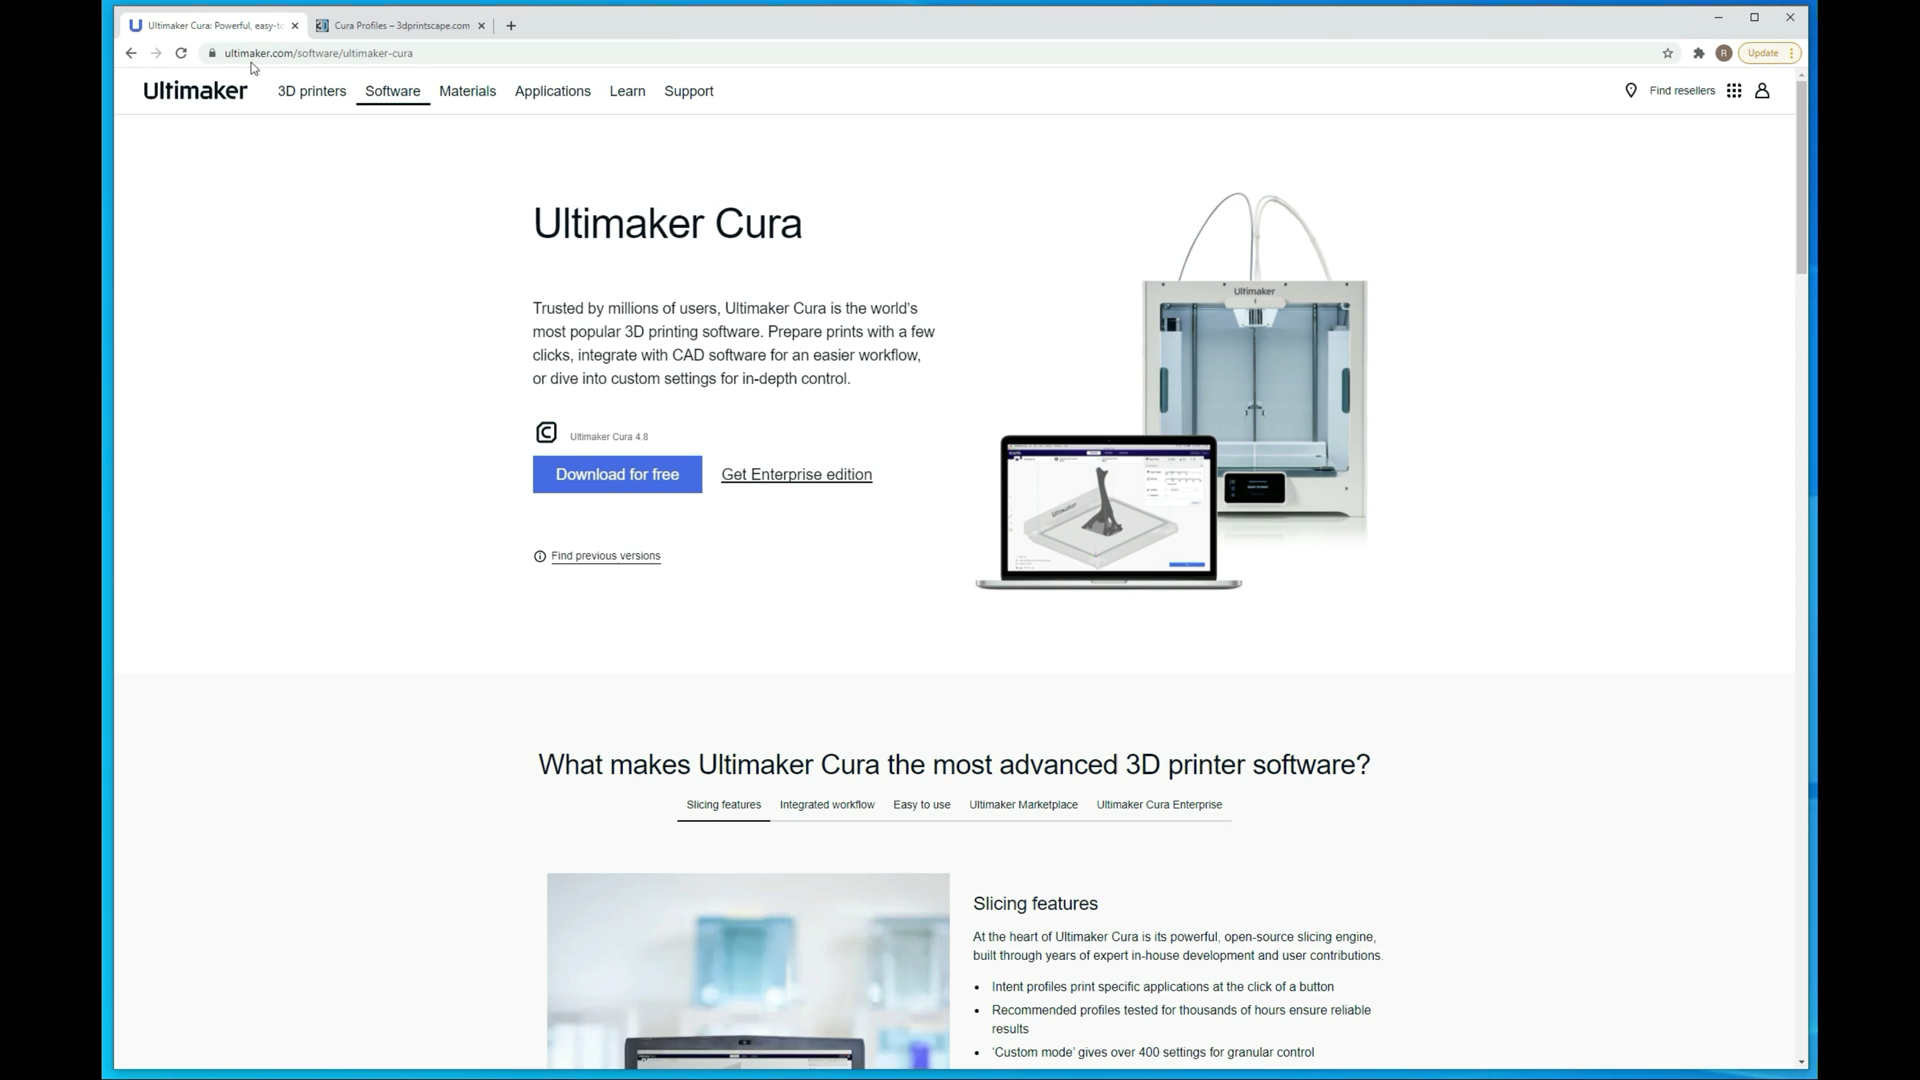 Ultimaker Cura: Powerful, easy-to
Cura Profiles – 3dprintscape.com
ultimaker.com/software/ultimaker-cura
R
Update
Ultimaker
3D printers
Software
Materials
Applications
Learn
Support
Find resellers
Ultimaker Cura
Trusted by millions of users, Ultimaker Cura is the world's
most popular 3D printing software. Prepare prints with a few
clicks, integrate with CAD software for an easier workflow,
or dive into custom settings for in-depth control.
Ultimaker Cura 4.8
Download for free
Get Enterprise edition
Find previous versions
Ultimaker
Ultimaker
What makes Ultimaker Cura the most advanced 3D printer software?
Slicing features
Integrated workflow
Easy to use
Ultimaker Marketplace
Ultimaker Cura Enterprise
Slicing features
At the heart of Ultimaker Cura is its powerful, open-source slicing engine,
built through years of expert in-house development and user contributions.
• Intent profiles print specific applications at the click of a button
• Recommended profiles tested for thousands of hours ensure reliable
results
• 'Custom mode' gives over 400 settings for granular control